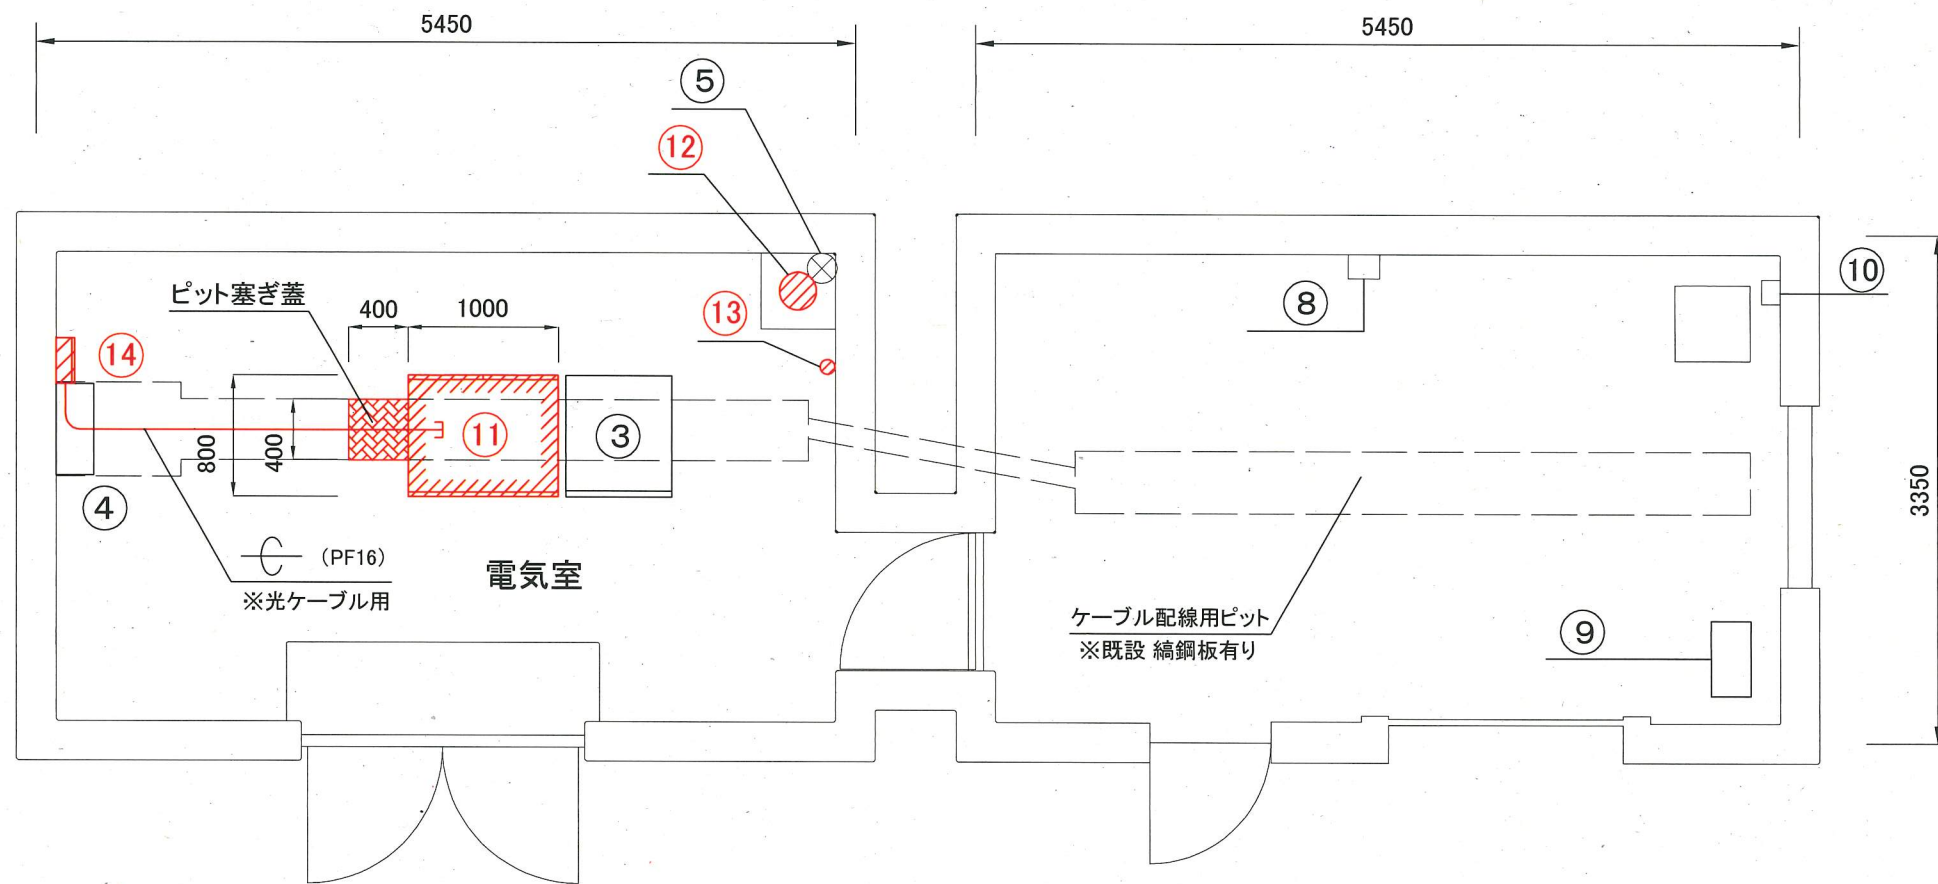 5450
5450
⑤
⑫
⑩
ピット塞ぎ蓋
400
1000
⑬
⑧
⑭
800
400
⑪
③
3350
④
(PF16)
※光ケーブル用
電気室
ケーブル配線用ピット
※既設 縞鋼板有り
⑨